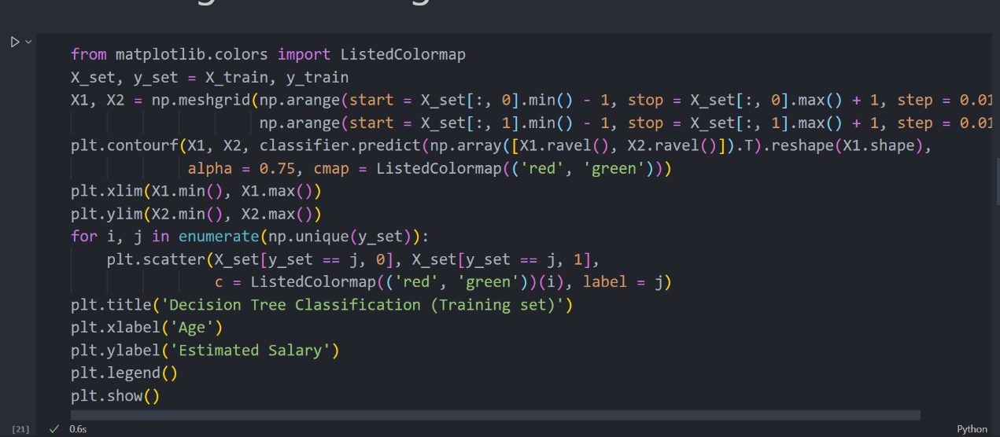 from matplotlib.colors import ListedColormap
X_set, y_set = X_train, y_train
X1, X2 = np.meshgrid(np.arange(start = X_set[:, 0].min() - 1, stop = X_set[:, 0].max() + 1, step = 0.01
                     np.arange(start = X_set[:, 1].min() - 1, stop = X_set[:, 1].max() + 1, step = 0.01
plt.contourf(X1, X2, classifier.predict(np.array([X1.ravel(), X2.ravel()]).T).reshape(X1.shape),
             alpha = 0.75, cmap = ListedColormap(('red', 'green')))
plt.xlim(X1.min(), X1.max())
plt.ylim(X2.min(), X2.max())
for i, j in enumerate(np.unique(y_set)):
    plt.scatter(X_set[y_set == j, 0], X_set[y_set == j, 1],
                c = ListedColormap(('red', 'green'))(i), label = j)
plt.title('Decision Tree Classification (Training set)')
plt.xlabel('Age')
plt.ylabel('Estimated Salary')
plt.legend()
plt.show()
[21] 0.6s Python